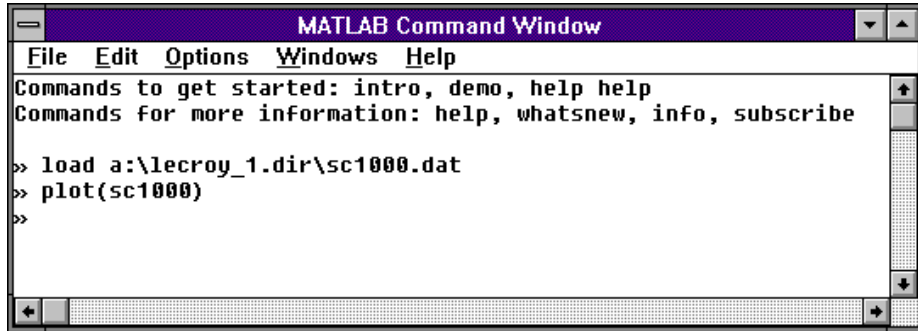 MATLAB Command Window
File Edit Options Windows Help
Commands to get started: intro, demo, help help
Commands for more information: help, whatsnew, info, subscribe
» load a:\lecroy_1.dir\sc1000.dat
» plot(sc1000)
»